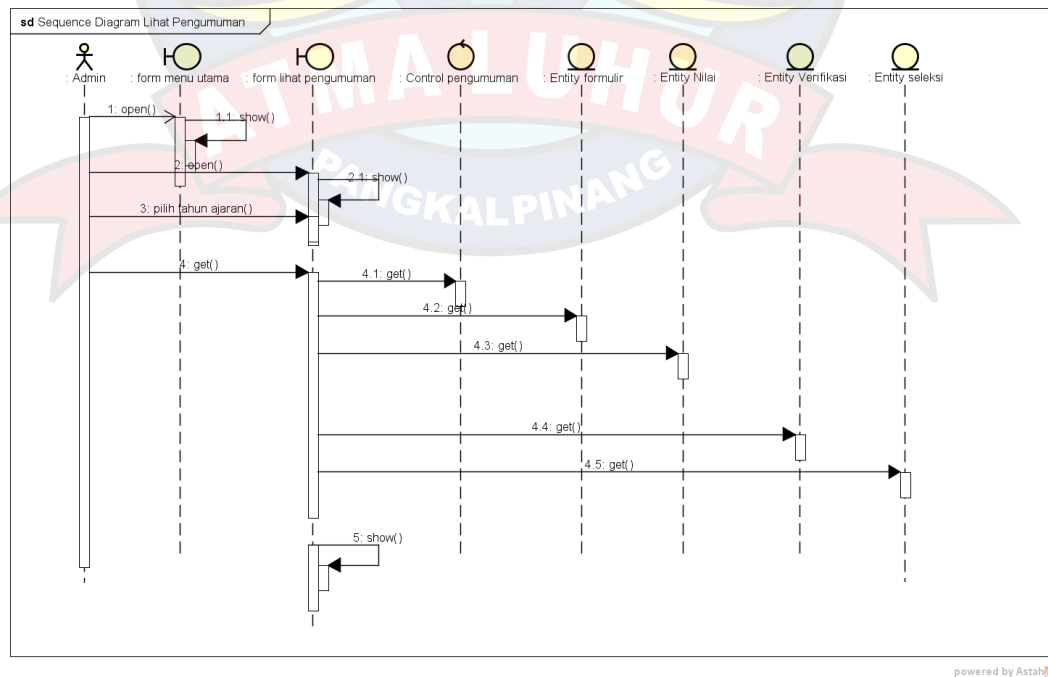 sd Sequence Diagram Lihat Pengumuman
: Admin
: form menu utama
: form lihat pengumuman
: Control pengumuman
: Entity formulir
: Entity Nilai
: Entity Verifikasi
: Entity seleksi
ATMA LUHUR
PANGKALPINANG
1: open()
1.1: show()
2: open()
2.1: show()
3: pilih tahun ajaran()
4: get()
4.1: get()
4.2: get()
4.3: get()
4.4: get()
4.5: get()
5: show()
powered by Astah